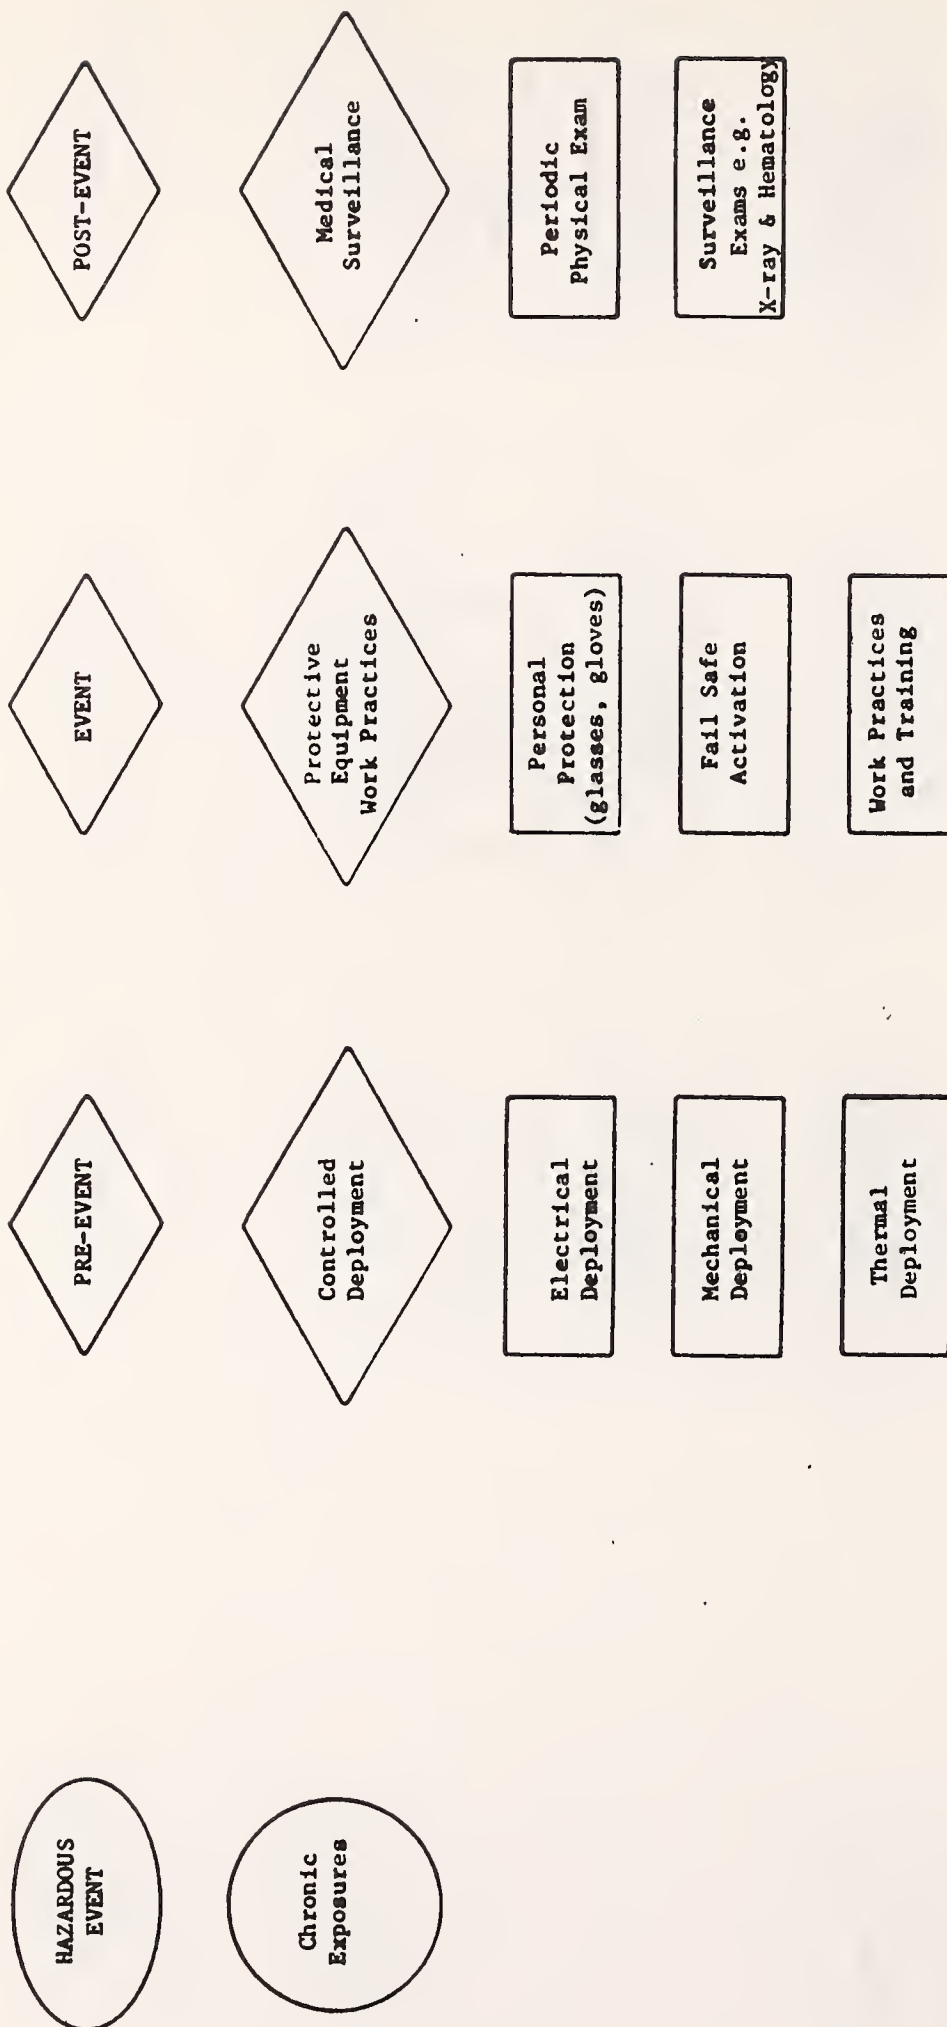 HAZARDOUS
EVENT
PRE-EVENT
EVENT
POST-EVENT
Chronic
Exposures
Controlled
Deployment
Protective
Equipment
Work Practices
Medical
Surveillance
Electrical
Deployment
Personal
Protection
(glasses, gloves)
Periodic
Physical Exam
Mechanical
Deployment
Fail Safe
Activation
Surveillance
Exams e.g.
X-ray & Hematology
Thermal
Deployment
Work Practices
and Training